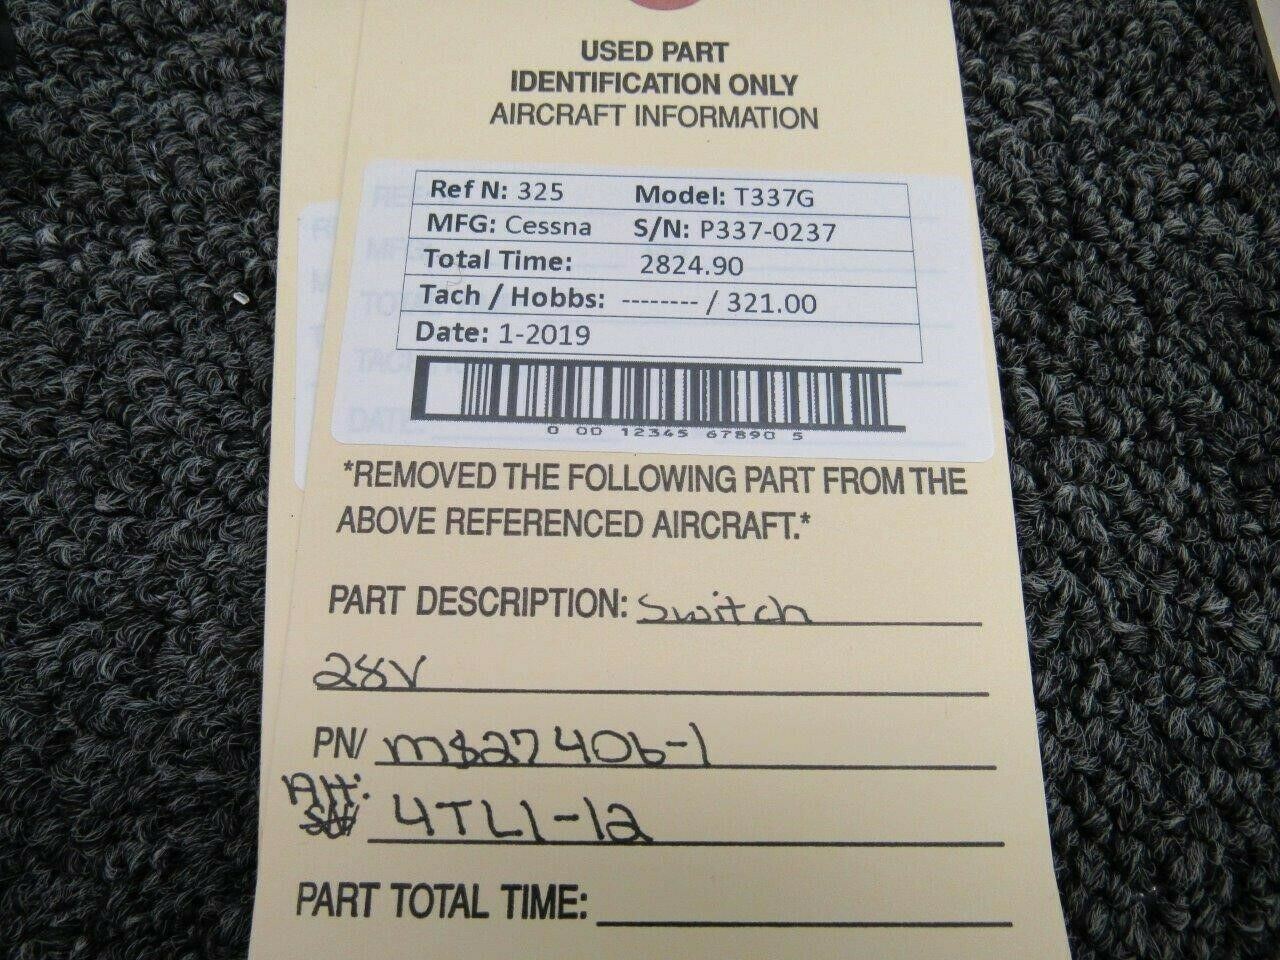 USED PART
IDENTIFICATION ONLY
AIRCRAFT INFORMATION
Ref N: 325 Model: T337G
MFG: Cessna S/N: P337-0237
Total Time: 2824.90
Tach / Hobbs: -------- / 321.00
Date: 1-2019
0 00 12345 67890 5
*REMOVED THE FOLLOWING PART FROM THE
ABOVE REFERENCED AIRCRAFT.*
PART DESCRIPTION: Switch
28V
PN/ MS27406-1
Alt: 4TL1-12
PART TOTAL TIME: